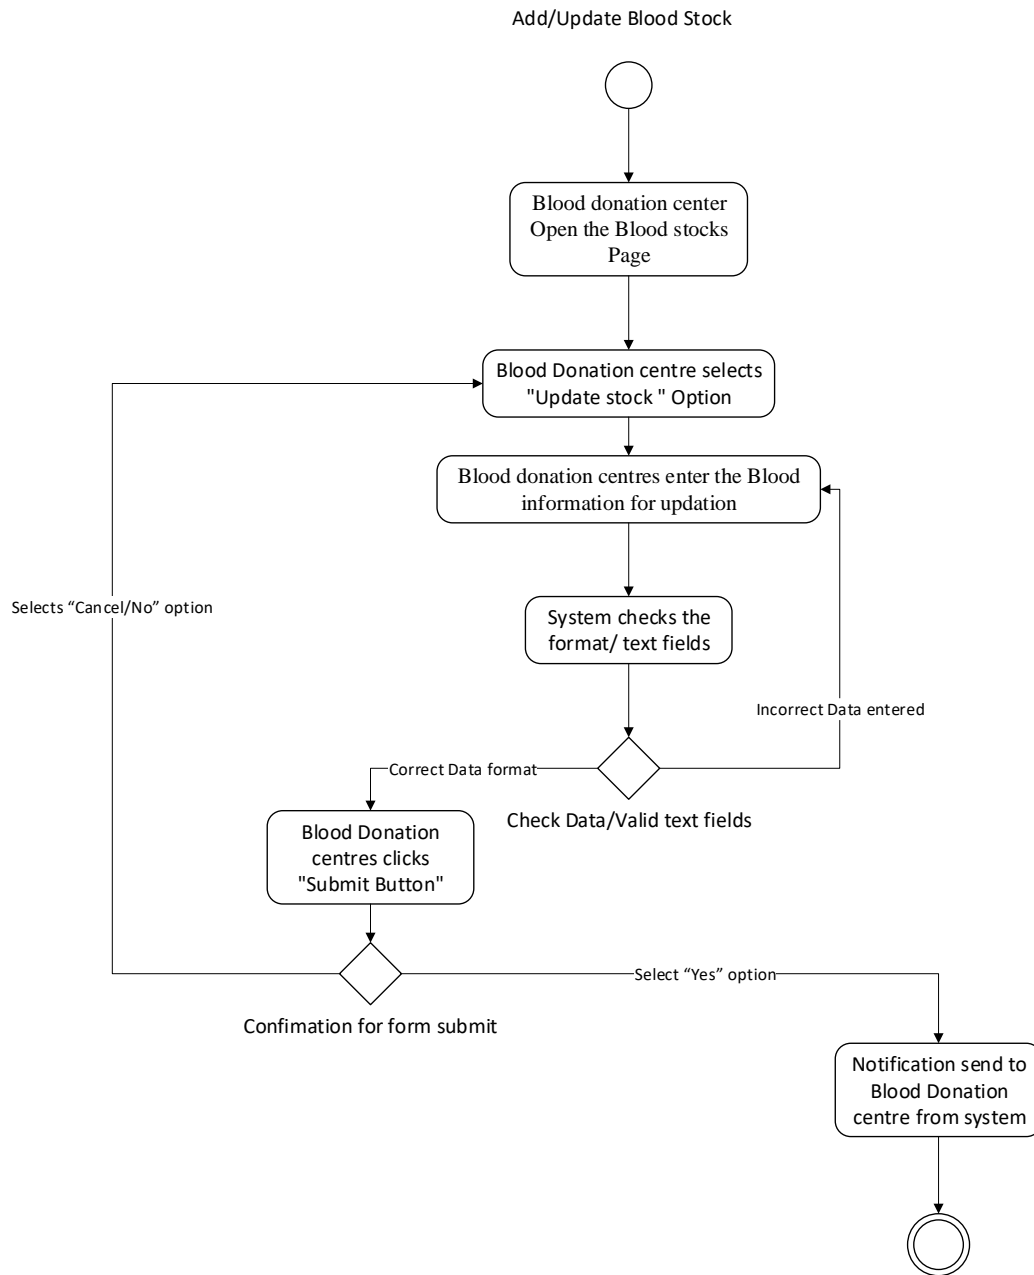 Add/Update Blood Stock
Blood donation center
Open the Blood stocks
Page
Blood Donation centre selects
"Update stock " Option
Blood donation centres enter the Blood
information for updation
Selects “Cancel/No” option
System checks the
format/ text fields
Incorrect Data entered
Correct Data format
Check Data/Valid text fields
Blood Donation
centres clicks
"Submit Button"
Select “Yes” option
Confimation for form submit
Notification send to
Blood Donation
centre from system